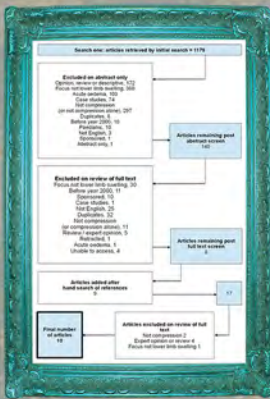 Search one: articles retrieved by initial search = 1179
Excluded on abstract only
Opinion, review or descriptive, 172
Focus not lower limb swelling, 366
Acute oedema, 100
Case studies, 74
Not compression
(or not compression alone), 297
Duplicates, 5
Before year 2000, 10
Paediatric, 10
Not English, 3
Sponsored, 1
Abstract only, 1
Articles remaining post
abstract screen
140
Excluded on review of full text
Focus not lower limb swelling, 30
Before year 2000, 11
Sponsored, 10
Case studies, 1
Not English, 25
Duplicates, 32
Not compression
(or compression alone), 11
Review / expert opinion, 5
Retracted, 1
Acute oedema, 1
Unable to access, 4
Articles remaining post
full text screen
Articles added after
hand search of references
9
17
Final number
of articles
10
Articles excluded on review of full
text
Not compression 2
Expert opinion or review 4
Focus not lower limb swelling 1